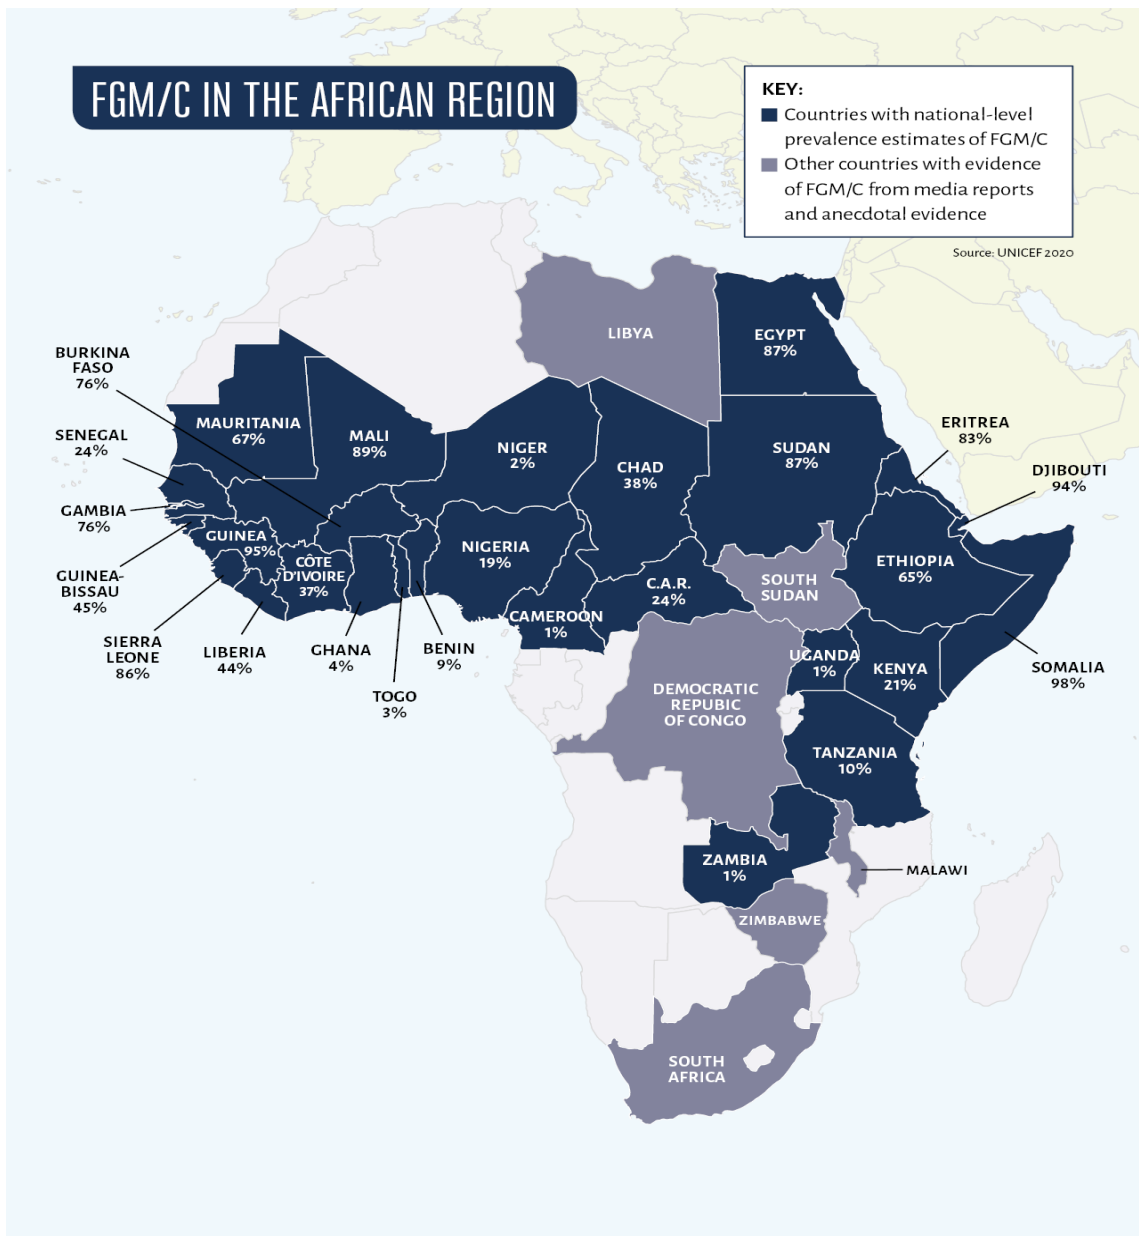 FGM/C IN THE AFRICAN REGION
KEY:
Countries with national-level
prevalence estimates of FGM/C
Other countries with evidence
of FGM/C from media reports
and anecdotal evidence
Source: UNICEF 2020
LIBYA
EGYPT
87%
BURKINA
FASO
76%
MAURITANIA
67%
MALI
89%
NIGER
2%
CHAD
38%
SUDAN
87%
ERITREA
83%
SENEGAL
24%
DJIBOUTI
94%
GAMBIA
76%
GUINEA
95%
CÔTE
D'IVOIRE
37%
NIGERIA
19%
ETHIOPIA
65%
GUINEA-
BISSAU
45%
C.A.R.
24%
SOUTH
SUDAN
CAMEROON
1%
SIERRA
LEONE
86%
LIBERIA
44%
GHANA
4%
BENIN
9%
TOGO
3%
UGANDA
1%
KENYA
21%
SOMALIA
98%
DEMOCRATIC
REPUBLIC
OF CONGO
TANZANIA
10%
ZAMBIA
1%
MALAWI
ZIMBABWE
SOUTH
AFRICA